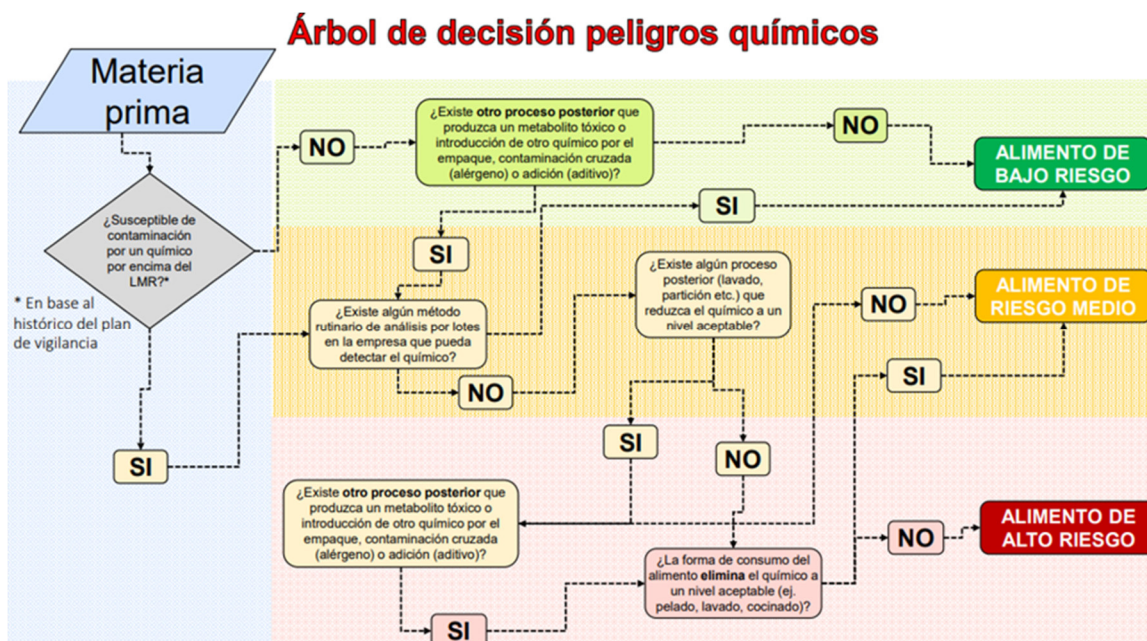 Árbol de decisión peligros químicos
Materia
prima
¿Susceptible de
contaminación
por un químico
por encima del
LMR?*
* En base al
histórico del plan
de vigilancia
NO
¿Existe otro proceso posterior que
produzca un metabolito tóxico o
introducción de otro químico por el
empaque, contaminación cruzada
(alérgeno) o adición (aditivo)?
NO
ALIMENTO DE
BAJO RIESGO
SI
SI
¿Existe algún método
rutinario de análisis por lotes
en la empresa que pueda
detectar el químico?
NO
¿Existe algún proceso
posterior (lavado,
partición etc.) que
reduzca el químico a un
nivel aceptable?
NO
ALIMENTO DE
RIESGO MEDIO
SI
SI
SI
NO
¿Existe otro proceso posterior que
produzca un metabolito tóxico o
introducción de otro químico por el
empaque, contaminación cruzada
(alérgeno) o adición (aditivo)?
SI
¿La forma de consumo del
alimento elimina el químico a
un nivel aceptable (ej.
pelado, lavado, cocinado)?
NO
ALIMENTO DE
ALTO RIESGO